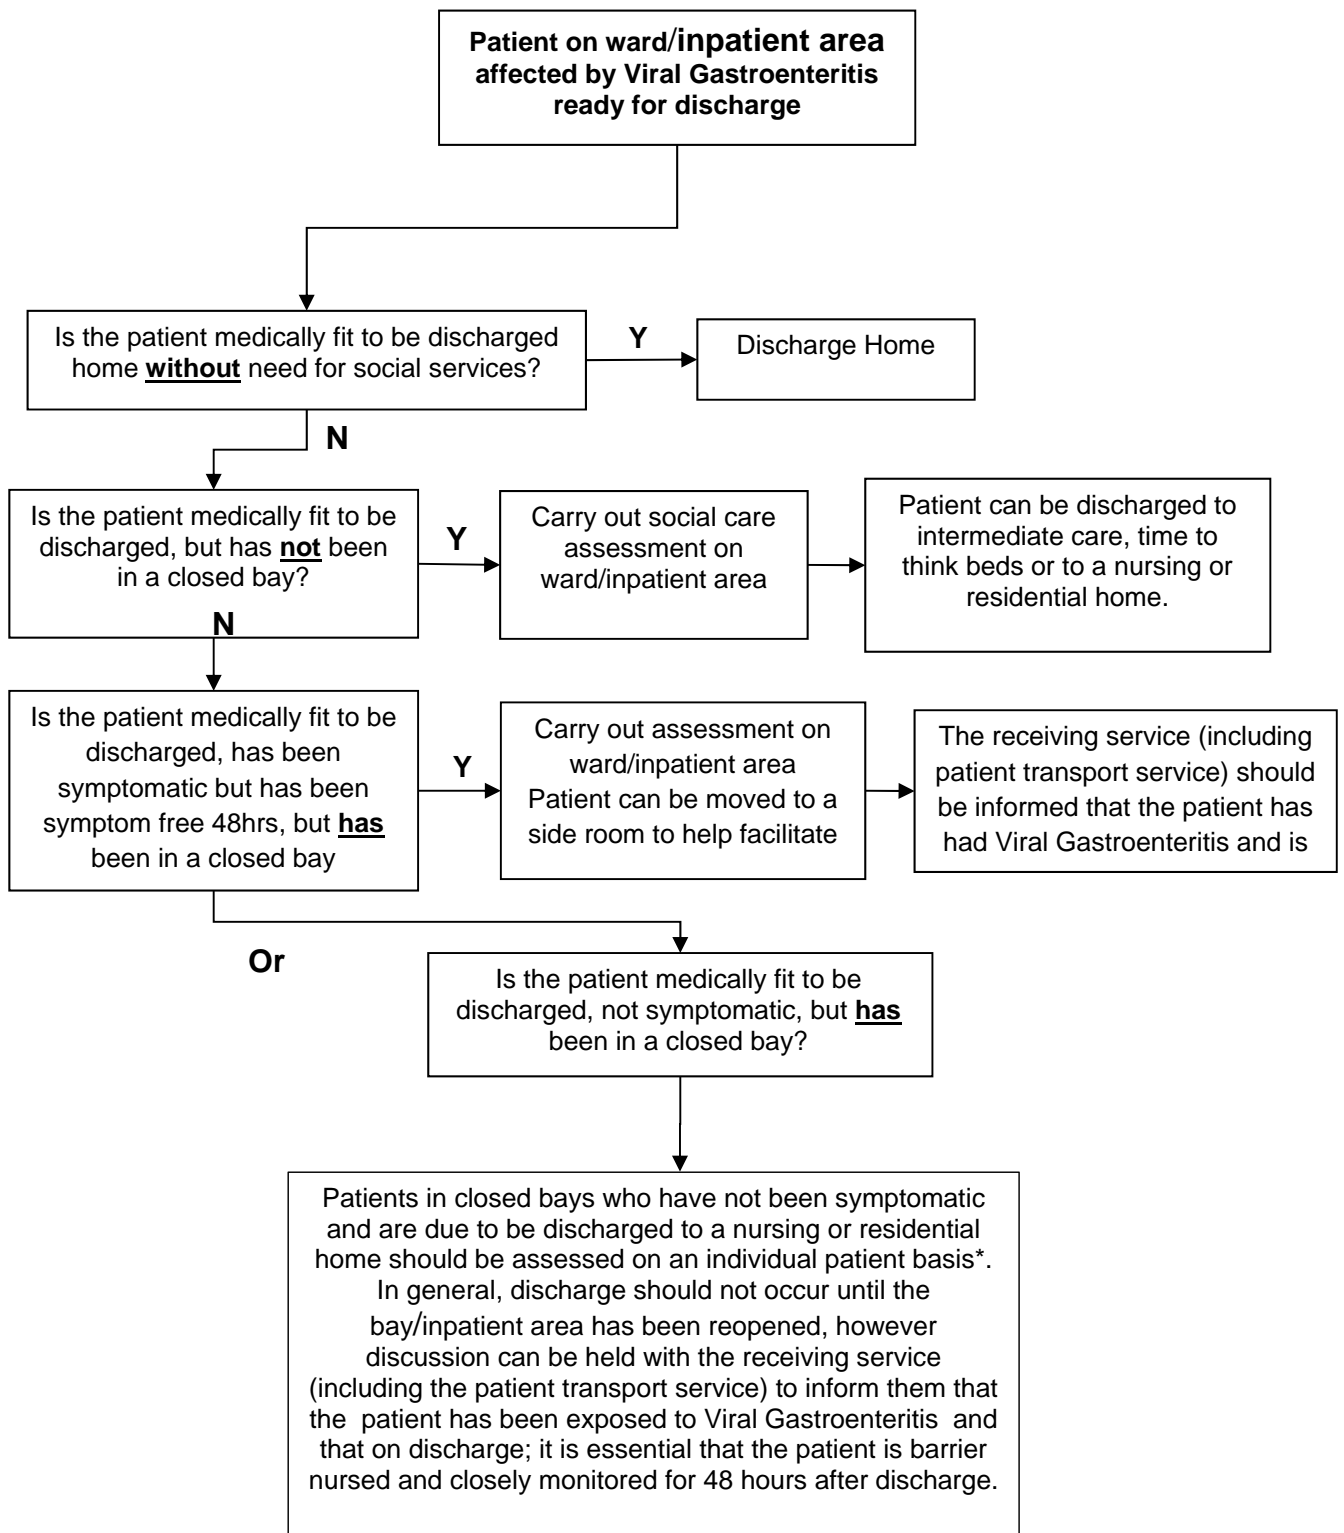 Patient on ward/inpatient area
affected by Viral Gastroenteritis
ready for discharge
Is the patient medically fit to be discharged
home without need for social services?
Y
Discharge Home
N
Is the patient medically fit to be
discharged, but has not been
in a closed bay?
Y
Carry out social care
assessment on
ward/inpatient area
Patient can be discharged to
intermediate care, time to
think beds or to a nursing or
residential home.
N
Is the patient medically fit to be
discharged, has been
symptomatic but has been
symptom free 48hrs, but has
been in a closed bay
Y
Carry out assessment on
ward/inpatient area
Patient can be moved to a
side room to help facilitate
The receiving service (including
patient transport service) should
be informed that the patient has
had Viral Gastroenteritis and is
Or
Is the patient medically fit to be
discharged, not symptomatic, but has
been in a closed bay?
Patients in closed bays who have not been symptomatic
and are due to be discharged to a nursing or residential
home should be assessed on an individual patient basis*.
In general, discharge should not occur until the
bay/inpatient area has been reopened, however
discussion can be held with the receiving service
(including the patient transport service) to inform them that
the patient has been exposed to Viral Gastroenteritis and
that on discharge; it is essential that the patient is barrier
nursed and closely monitored for 48 hours after discharge.